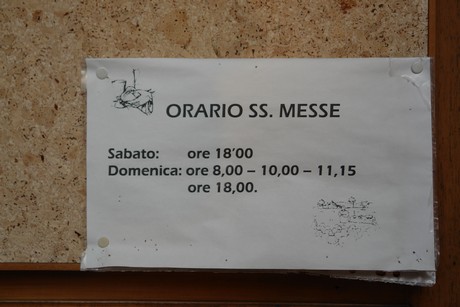 ORARIO SS. MESSE
Sabato: ore 18'00
Domenica: ore 8,00 – 10,00 – 11,15
ore 18,00.